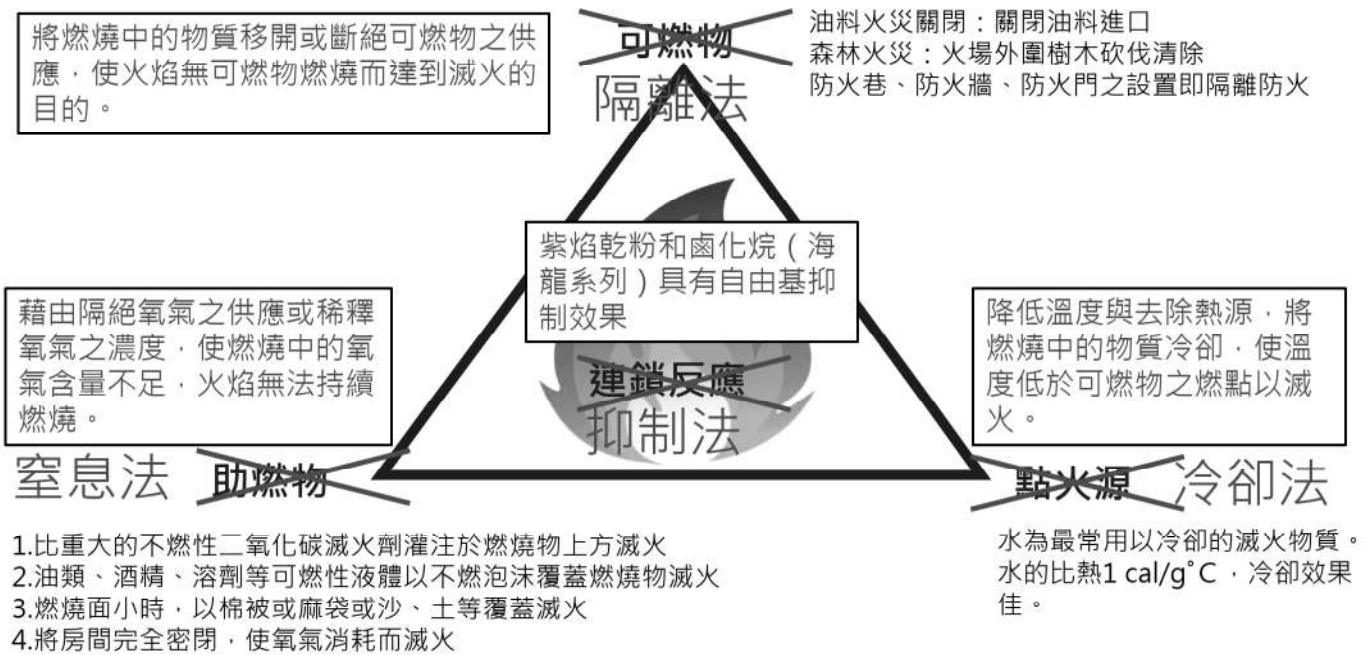 將燃燒中的物質移開或斷絕可燃物之供
應，使火焰無可燃物燃燒而達到滅火的
目的。
可燃物
隔離法
油料火災關閉：關閉油料進口
森林火災：火場外圍樹木砍伐清除
防火巷、防火牆、防火門之設置即隔離防火
紫焰乾粉和鹵化烷（海
龍系列）具有自由基抑
制效果
連鎖反應
抑制法
藉由隔絕氧氣之供應或稀釋
氧氣之濃度，使燃燒中的氧
氣含量不足，火焰無法持續
燃燒。
窒息法
助燃物
1.比重大的不燃性二氧化碳滅火劑灌注於燃燒物上方滅火
2.油類、酒精、溶劑等可燃性液體以不燃泡沫覆蓋燃燒物滅火
3.燃燒面小時，以棉被或麻袋或沙、土等覆蓋滅火
4.將房間完全密閉，使氧氣消耗而滅火
降低溫度與去除熱源，將
燃燒中的物質冷卻，使溫
度低於可燃物之燃點以滅
火。
點火源
冷卻法
水為最常用以冷卻的滅火物質。
水的比熱1 cal/g°C，冷卻效果
佳。